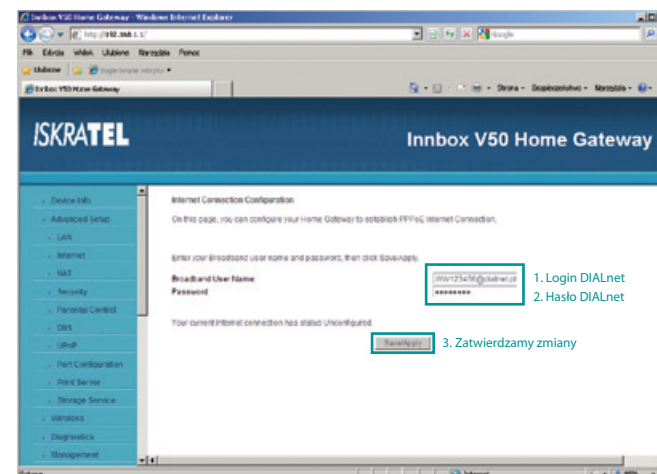 Innbox V50 Home Gateway - Windows Internet Explorer
http://192.168.1.1/
Google
Plik Edycja Widok Ulubione Narzędzia Pomoc
Ulubione
Innbox V50 Home Gateway
Strona Bezpieczeństwo Narzędzia
ISKRATEL
Innbox V50 Home Gateway
Device Info
Advanced Setup
LAN
Internet
NAT
Security
Parental Control
DNS
UPnP
Port Configuration
Print Server
Storage Service
Wireless
Diagnostics
Management
Internet Connection Configuration
On this page, you can configure your Home Gateway to establish PPPoE Internet Connection.
Enter your Broadband user name and password, then click Save/Apply.
Broadband User Name
1. Login DIALnet
Password
********
2. Hasło DIALnet
Your current Internet connection has status Unconfigured.
Save/Apply
3. Zatwierdzamy zmiany
Gotowe
Internet